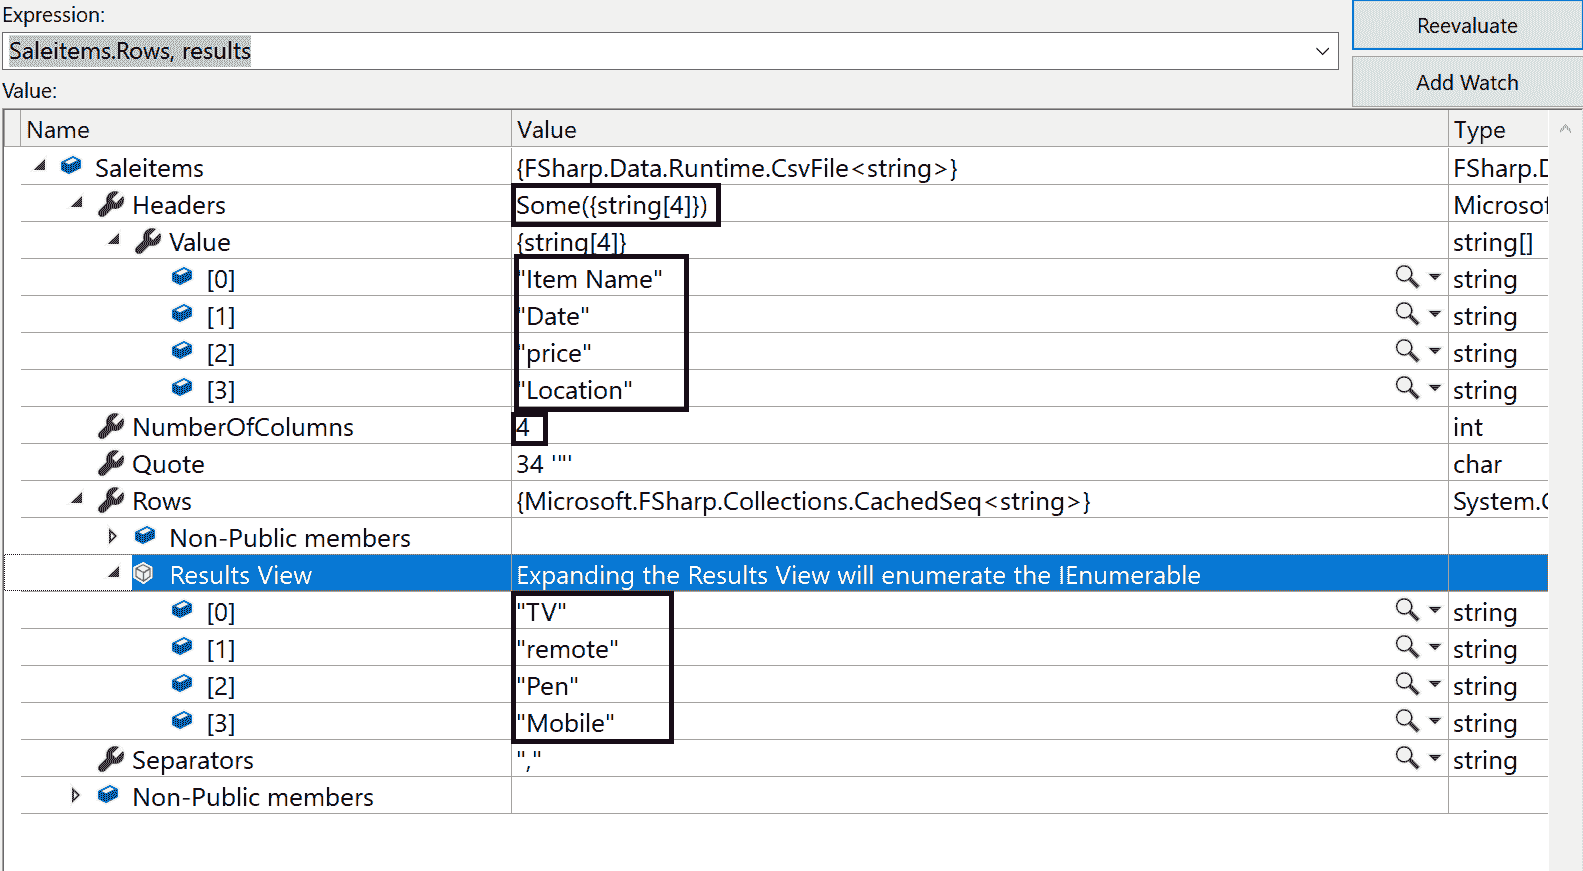 Expression:
Reevaluate
Saleitems.Rows, results
Add Watch
Value:
Name Value Type
Saleitems {FSharp.Data.Runtime.CsvFile<string>} FSharp.D
Headers Some({string[4]}) Microsof
Value {string[4]} string[]
[0] "Item Name" string
[1] "Date" string
[2] "price" string
[3] "Location" string
NumberOfColumns 4 int
Quote 34 '"' char
Rows {Microsoft.FSharp.Collections.CachedSeq<string>} System.C
Non-Public members
Results View Expanding the Results View will enumerate the IEnumerable
[0] "TV" string
[1] "remote" string
[2] "Pen" string
[3] "Mobile" string
Separators "," string
Non-Public members